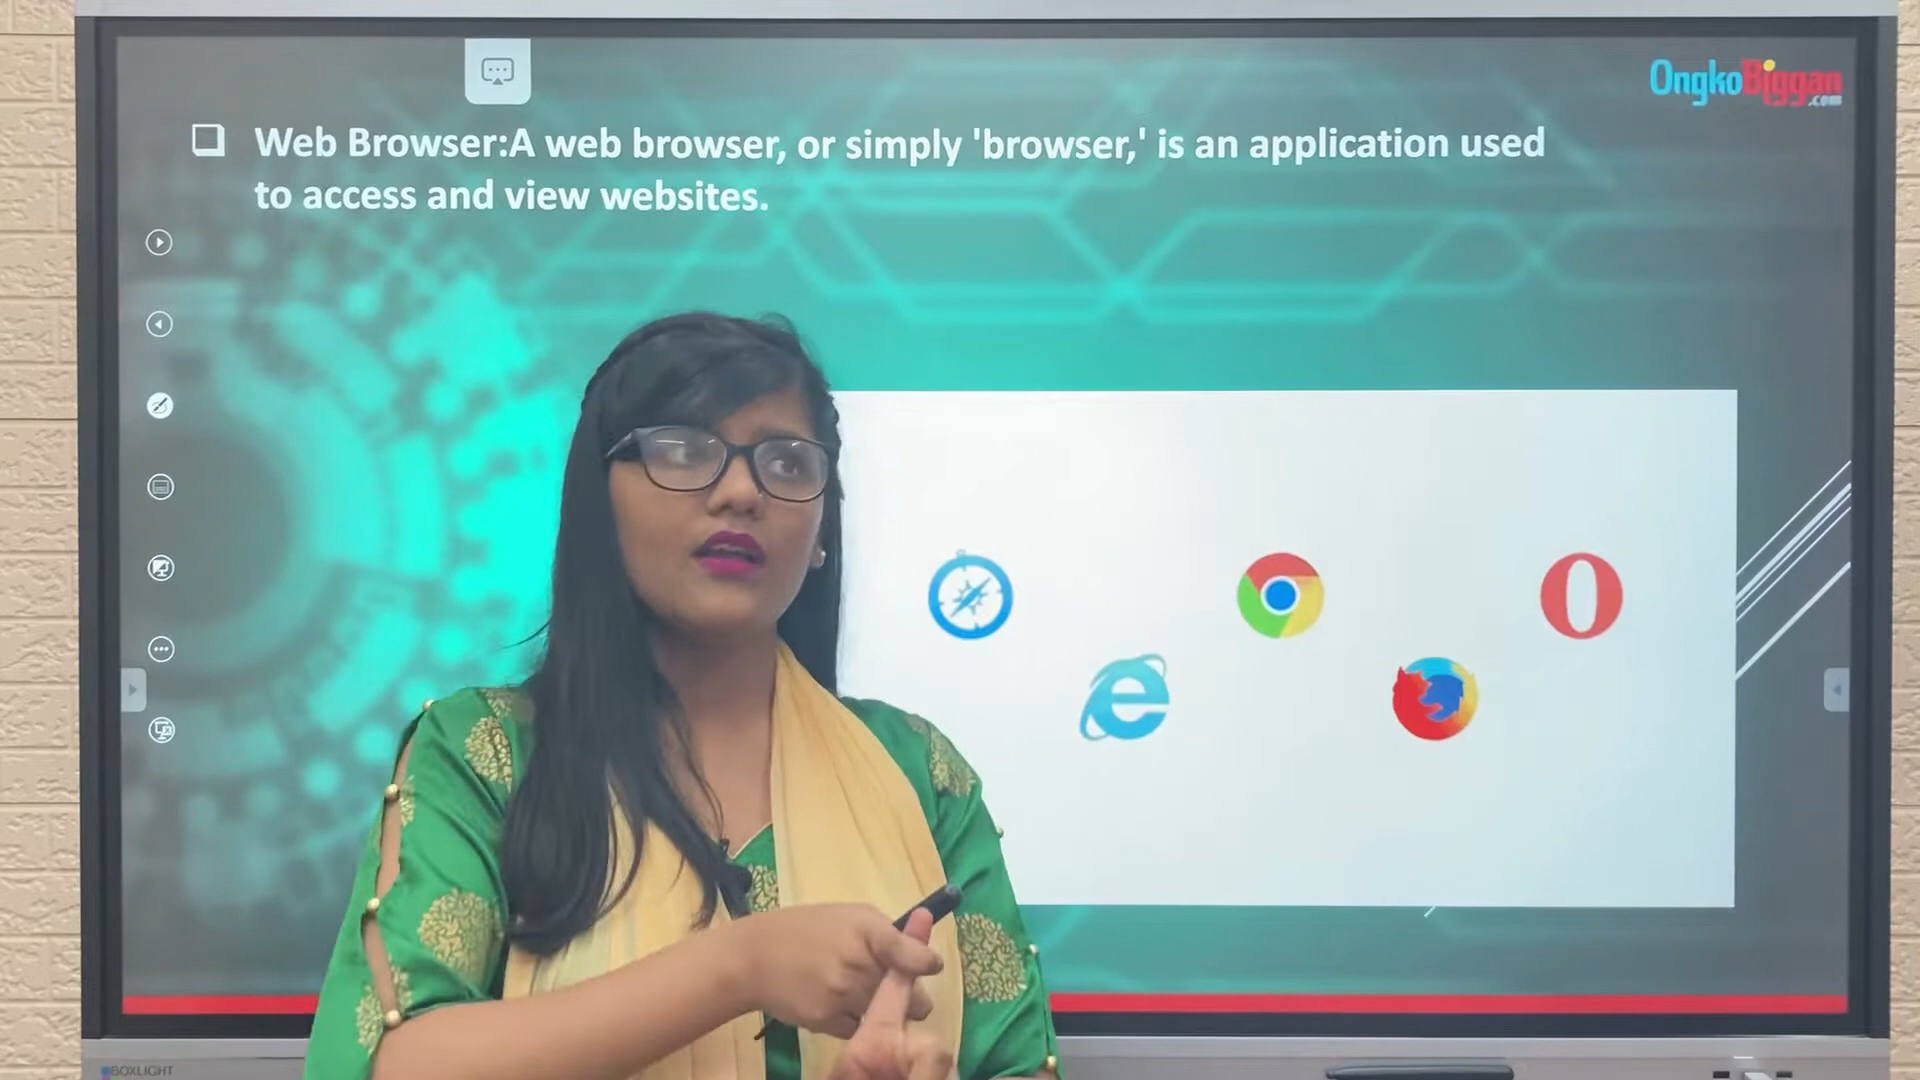 OngkoBiggan
.com
Web Browser:A web browser, or simply 'browser,' is an application used
to access and view websites.
BOXLIGHT